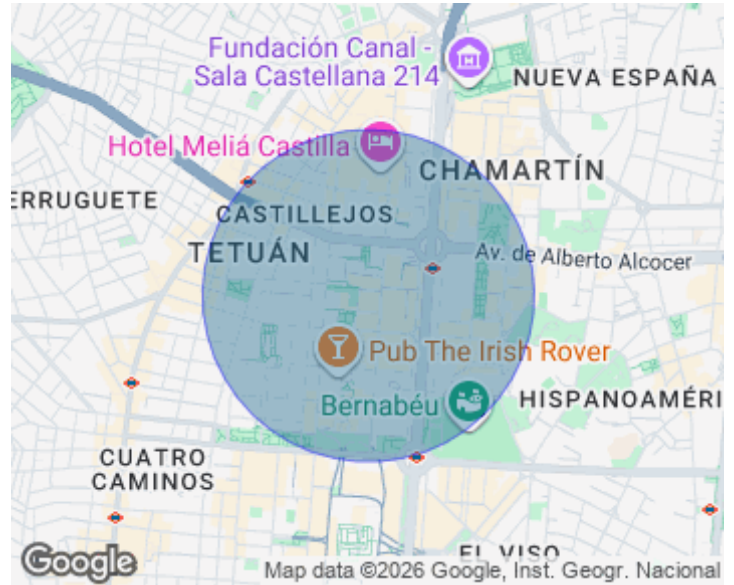 Fundación Canal -
Sala Castellana 214
NUEVA ESPAÑA
Hotel Meliá Castilla
CHAMARTÍN
ERRUGUETE
CASTILLEJOS
TETUÁN
Av. de Alberto Alcocer
Pub The Irish Rover
Bernabéu
HISPANOAMÉRI
CUATRO
CAMINOS
EL VISO
Google
Map data ©2026 Google, Inst. Geogr. Nacional